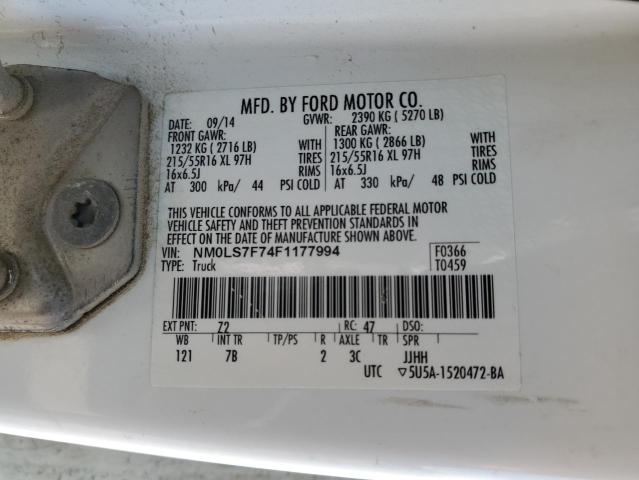 MFD. BY FORD MOTOR CO.
DATE: 09/14 GVWR: 2390 KG ( 5270 LB)
FRONT GAWR: REAR GAWR:
1232 KG ( 2716 LB) 1300 KG ( 2866 LB)
215/55R16 XL 97H TIRES 215/55R16 XL 97H TIRES
16x6.5J RIMS 16x6.5J RIMS
AT 300 kPa/ 44 PSI COLD AT 330 kPa/ 48 PSI COLD
THIS VEHICLE CONFORMS TO ALL APPLICABLE FEDERAL MOTOR
VEHICLE SAFETY AND THEFT PREVENTION STANDARDS IN
EFFECT ON THE DATE OF MANUFACTURE SHOWN ABOVE.
VIN: NM0LS7F74F1177994 F0366
TYPE: Truck T0459
EXT PNT: Z2 RC: 47 DSO:
WB INT TR TP/PS R AXLE TR SPR
121 7B 2 3C JJHH
UTC ▽5U5A-1520472-BA